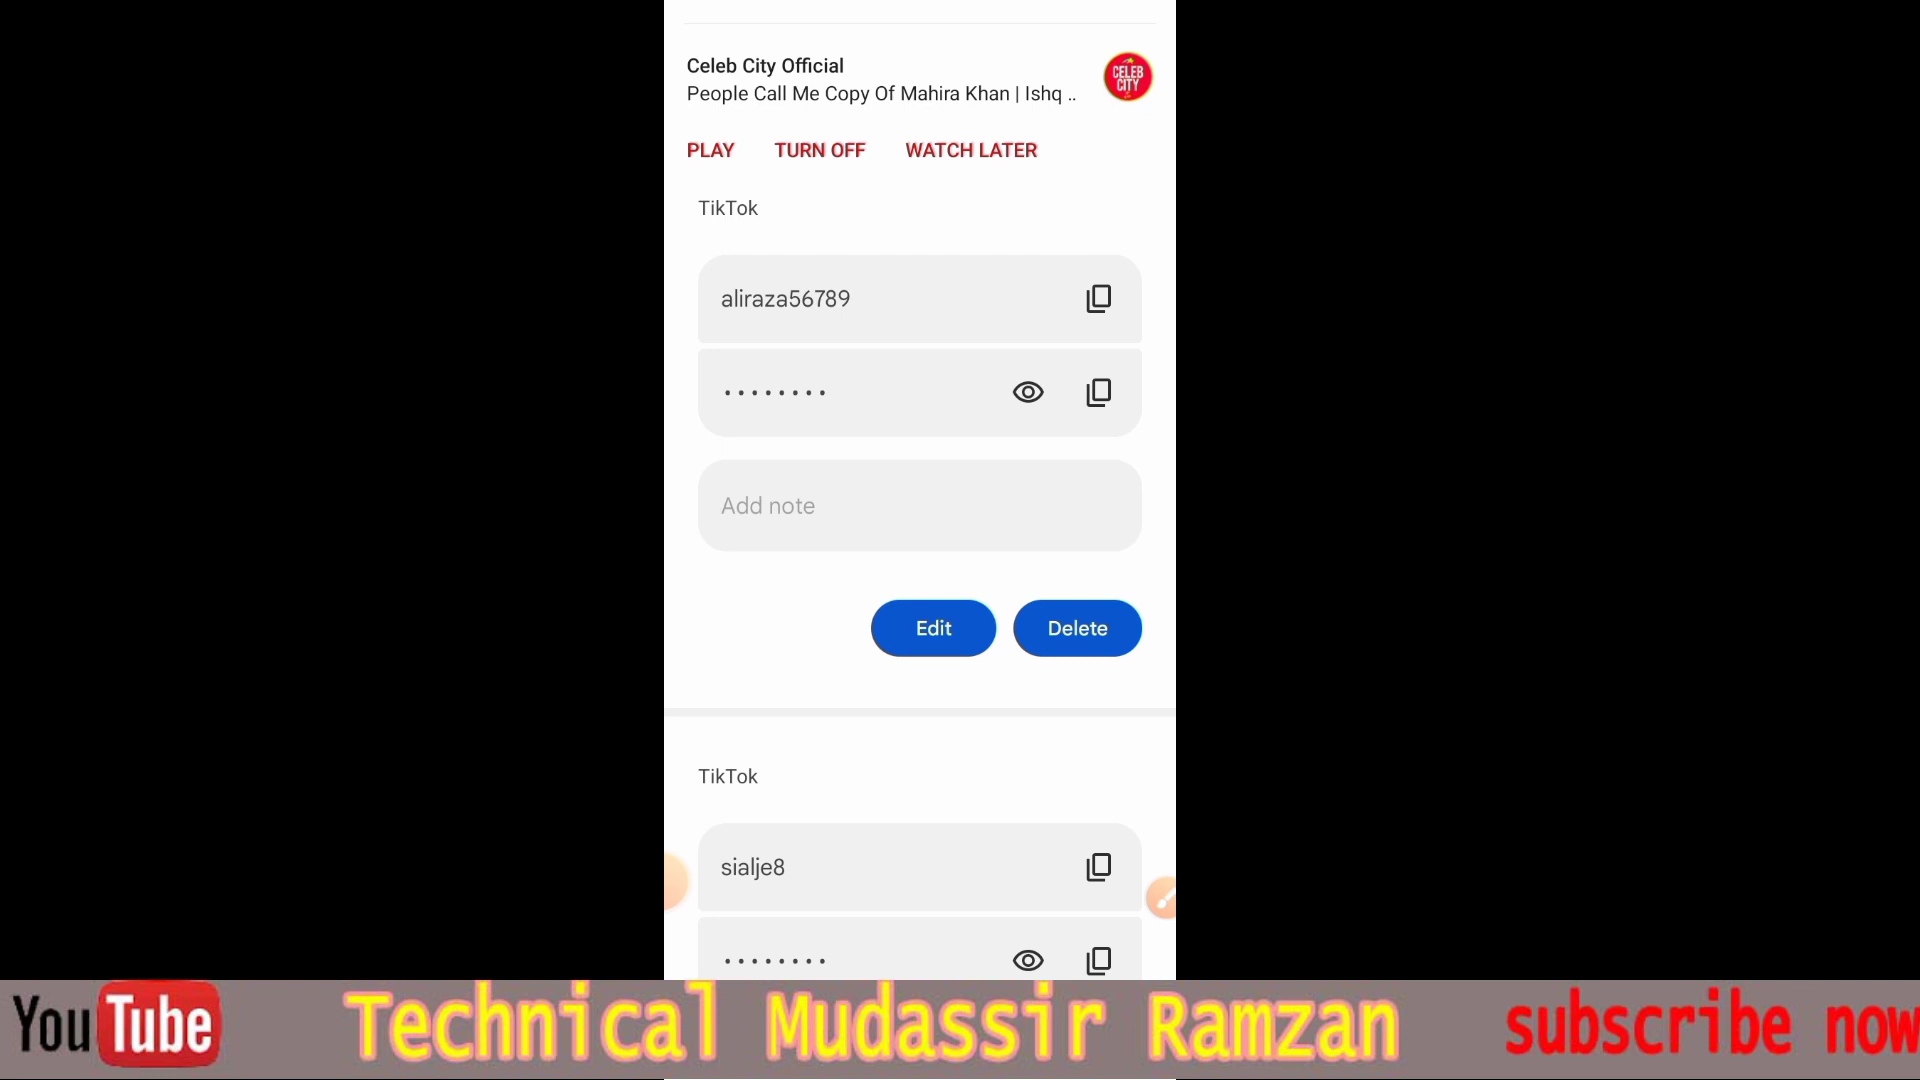 Celeb City Official
People Call Me Copy Of Mahira Khan | Ishq ..
CELEB
CITY
PLAY TURN OFF WATCH LATER
TikTok
aliraza56789
••••••••
Add note
Edit Delete
TikTok
sialje8
••••••••
YouTube Technical Mudassir Ramzan subscribe now